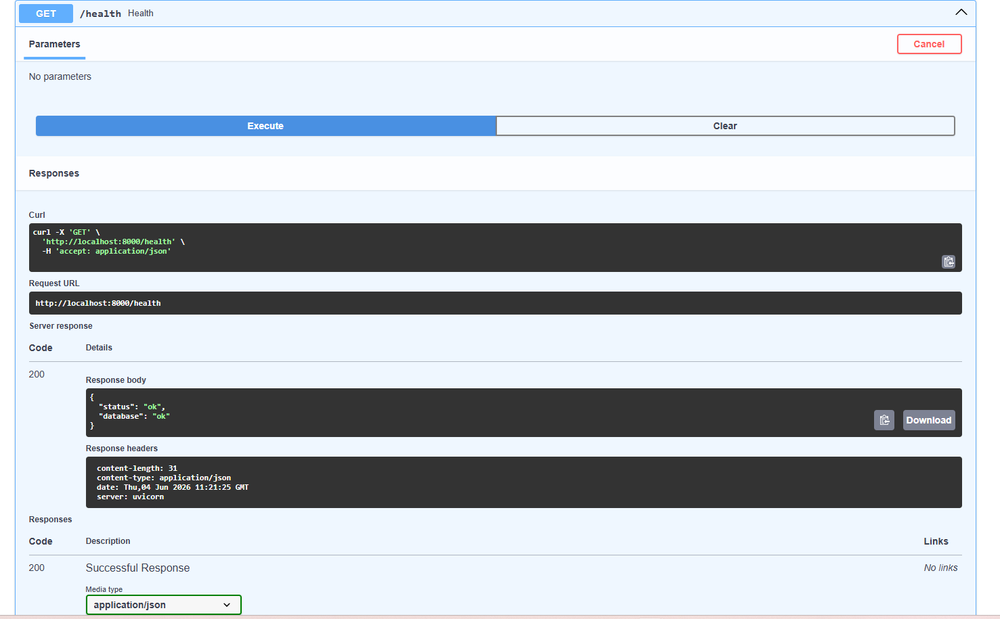 GET /health Health
Parameters
Cancel
No parameters
Execute
Clear
Responses
Curl
curl -X 'GET' \
  'http://localhost:8000/health' \
  -H 'accept: application/json'
Request URL
http://localhost:8000/health
Server response
Code Details
200
Response body
{
  "status": "ok",
  "database": "ok"
}
Download
Response headers
content-length: 31
content-type: application/json
date: Thu,04 Jun 2026 11:21:25 GMT
server: uvicorn
Responses
Code Description Links
200 Successful Response No links
Media type
application/json